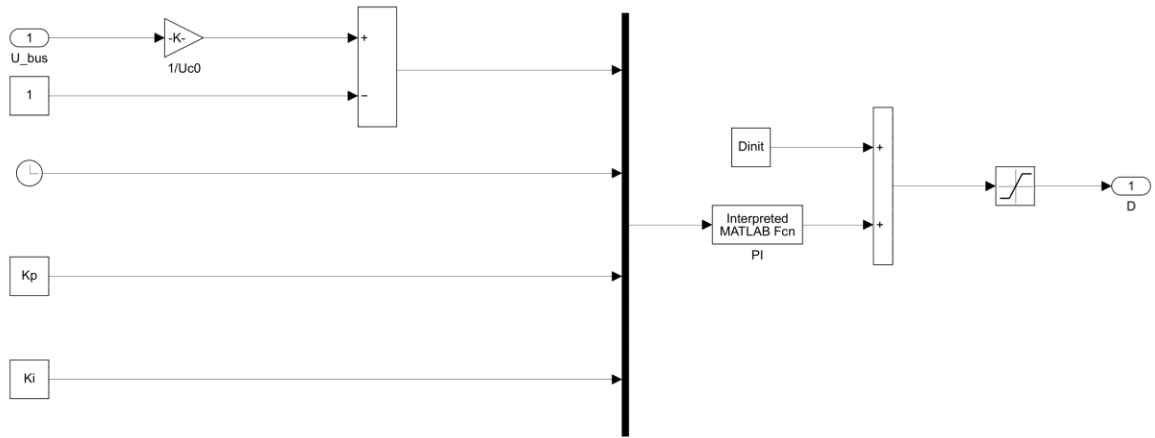 1
-K-
+
U_bus
1/Uc0
1
−
Dinit
+
1
D
Interpreted
MATLAB Fcn
+
PI
Kp
Ki